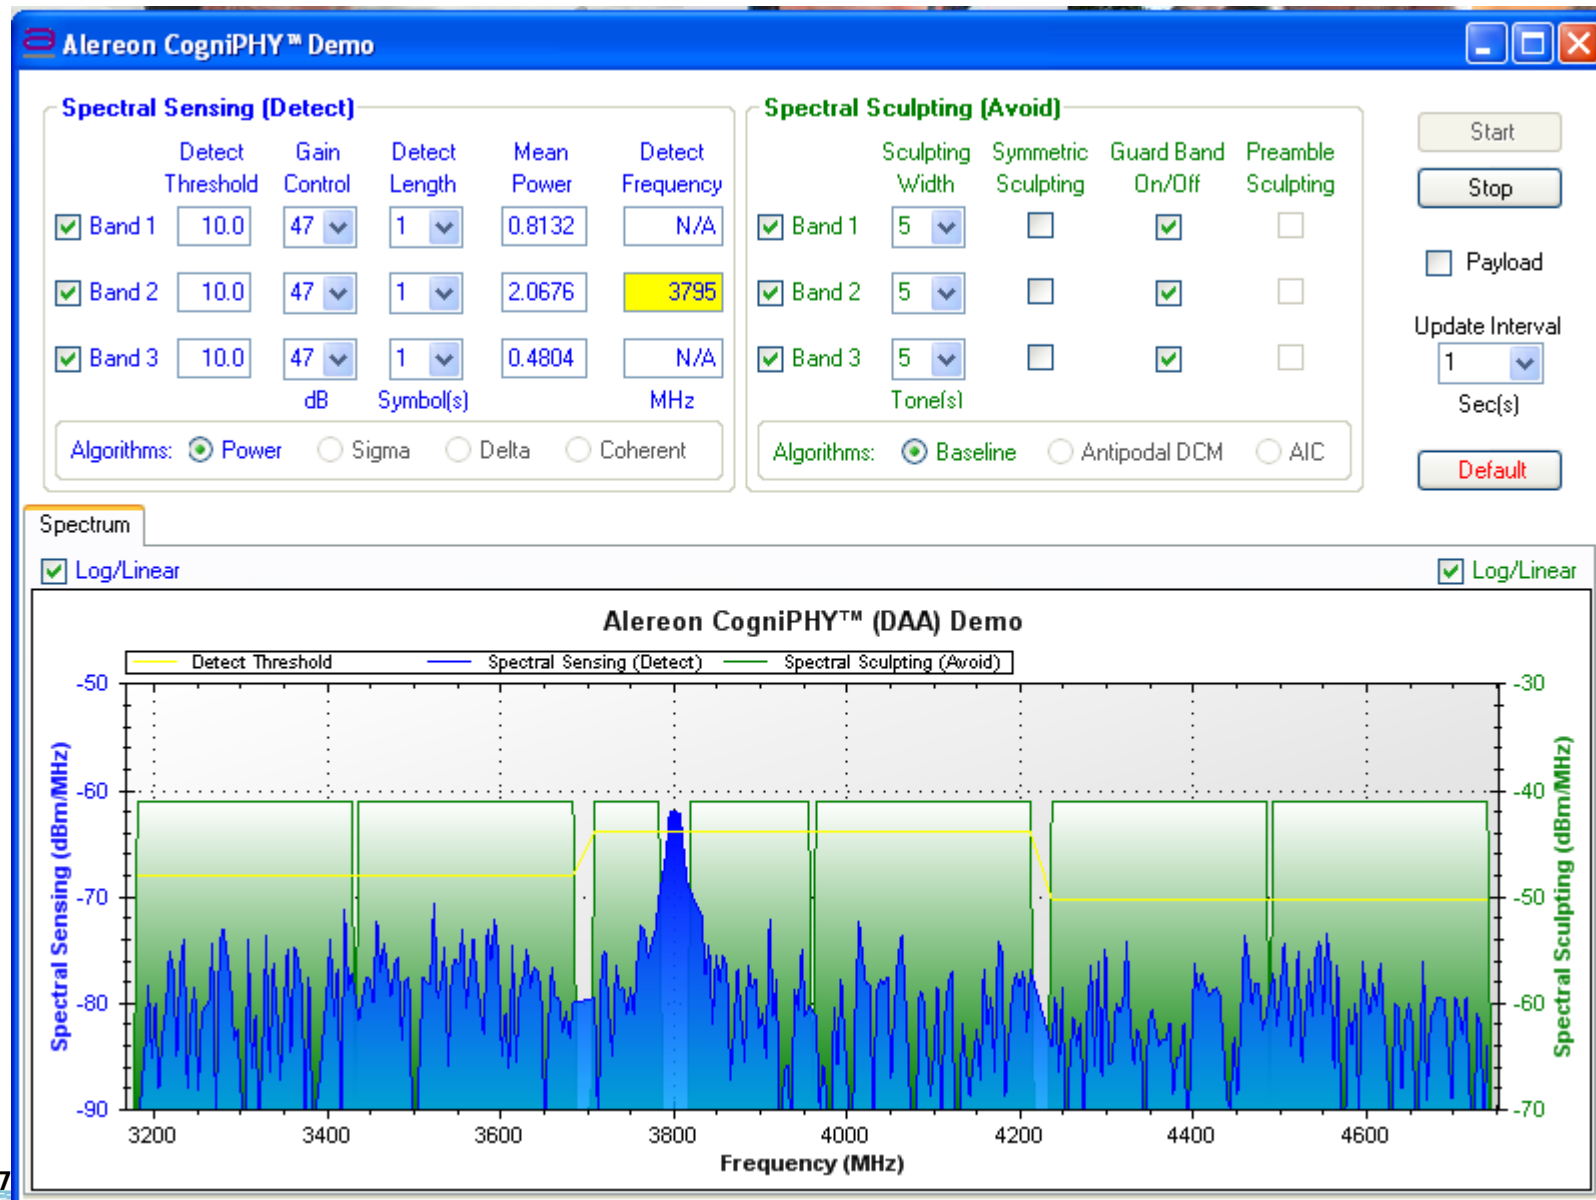 Alereon CogniPHY™ Demo
Spectral Sensing (Detect)
Detect Threshold Gain Control Detect Length Mean Power Detect Frequency
Band 1 10.0 47 1 0.8132 N/A
Band 2 10.0 47 1 2.0676 3795
Band 3 10.0 47 1 0.4804 N/A
dB Symbol(s) MHz
Algorithms: Power Sigma Delta Coherent
Spectral Sculpting (Avoid)
Sculpting Width Symmetric Sculpting Guard Band On/Off Preamble Sculpting
Band 1 5
Band 2 5
Band 3 5
Tone(s)
Algorithms: Baseline Antipodal DCM AIC
Start
Stop
Payload
Update Interval
1
Sec(s)
Default
Spectrum
Log/Linear Log/Linear
Alereon CogniPHY™ (DAA) Demo
Detect Threshold Spectral Sensing (Detect) Spectral Sculpting (Avoid)
Spectral Sensing (dBm/MHz)
-50
-60
-70
-80
-90
-30
-40
-50
-60
-70
Spectral Sculpting (dBm/MHz)
3200 3400 3600 3800 4000 4200 4400 4600
Frequency (MHz)
7